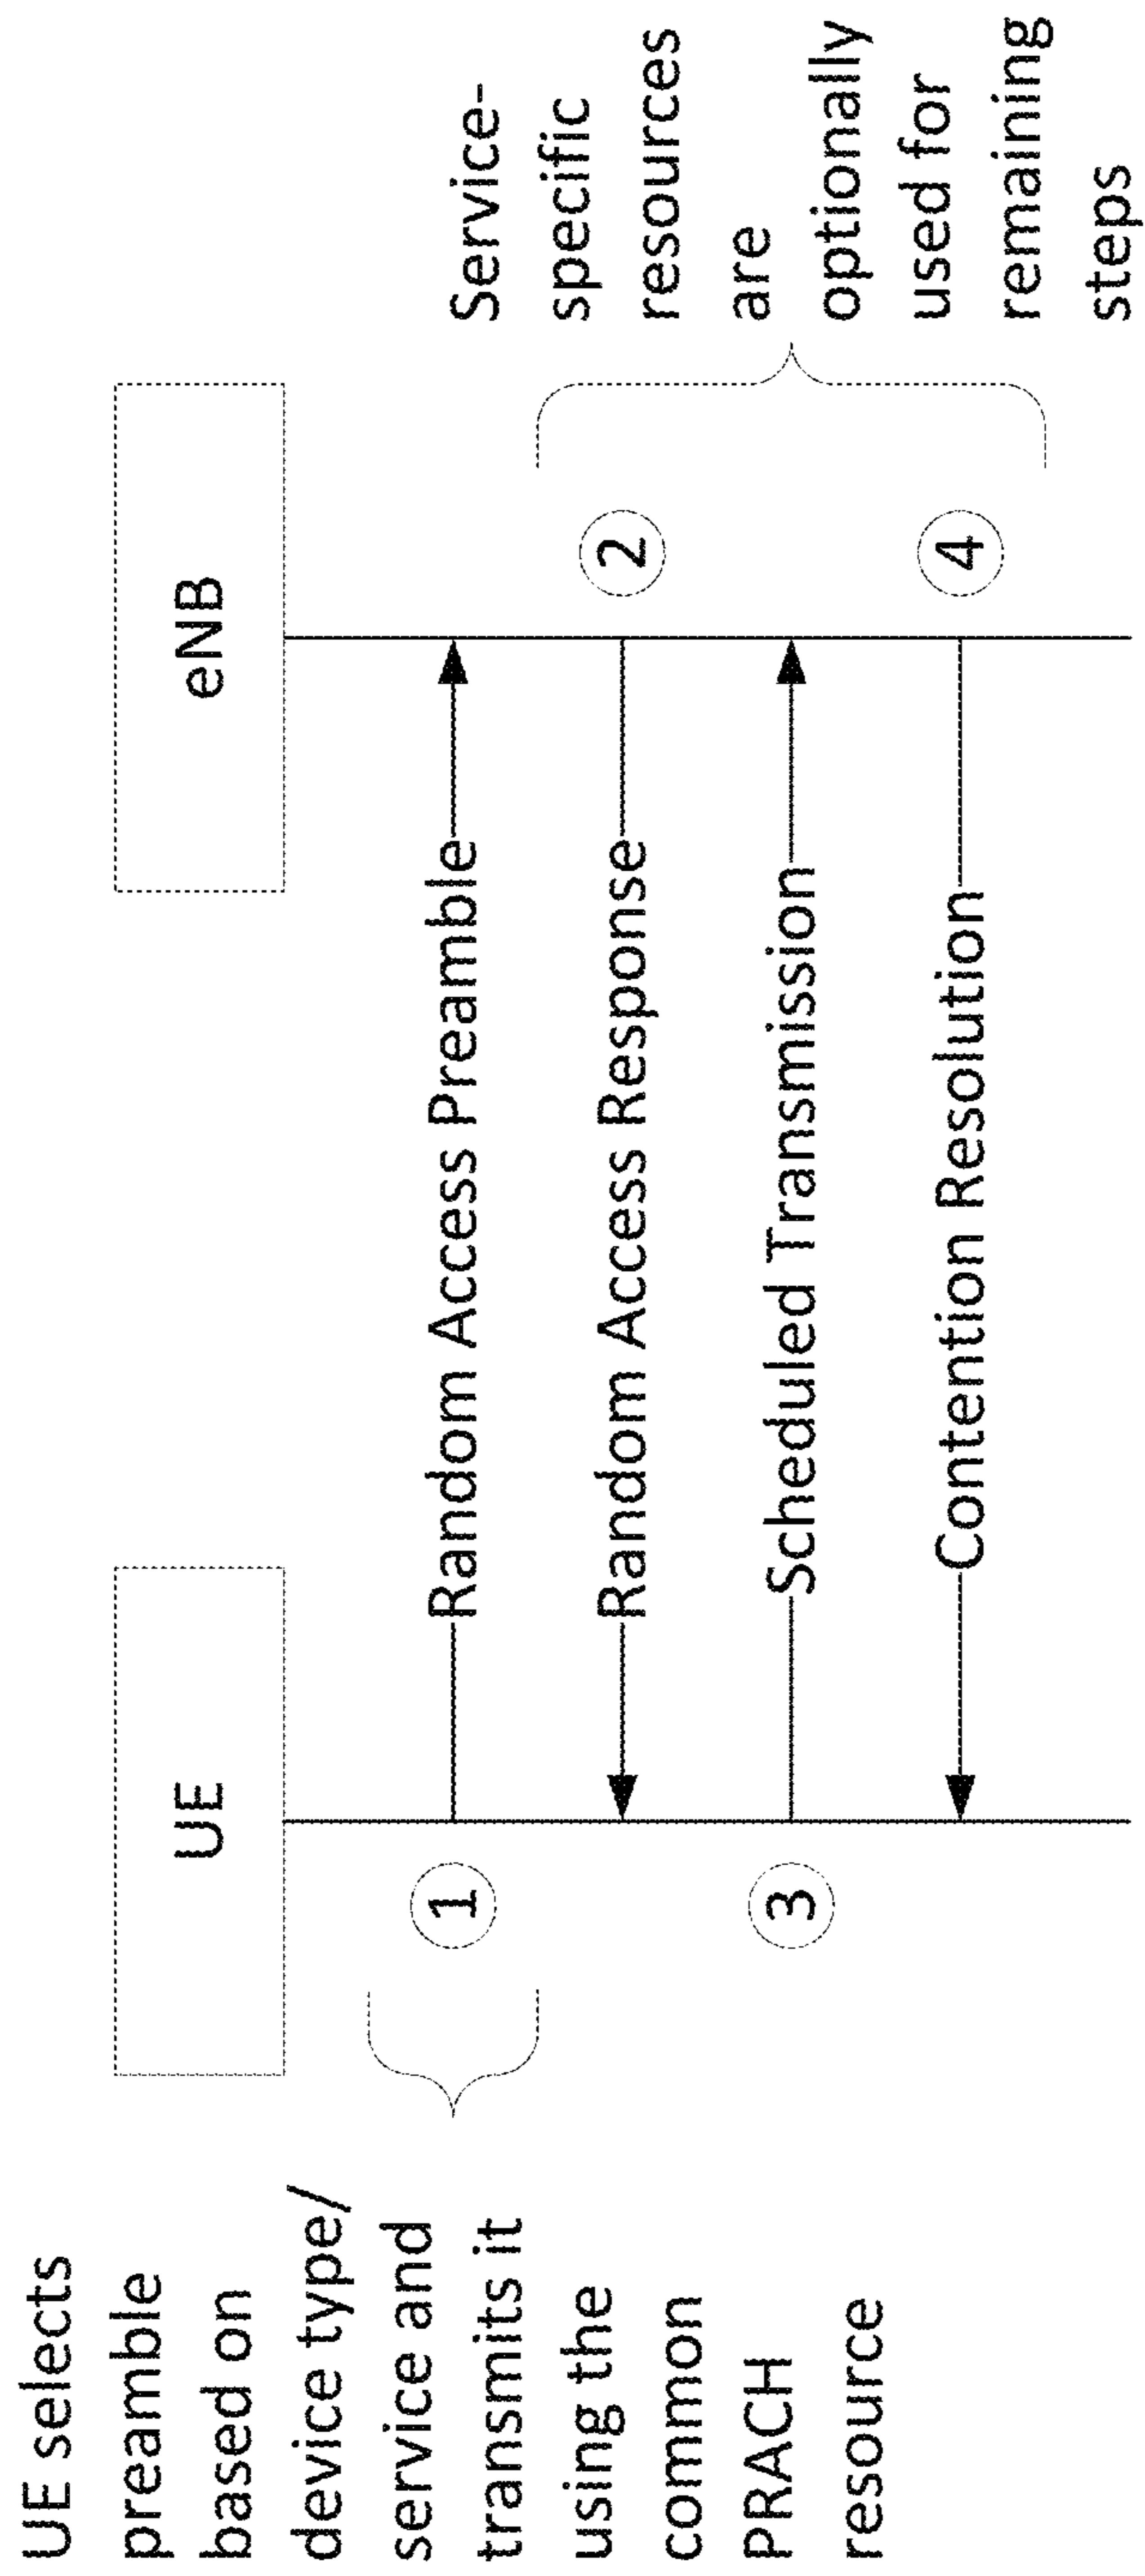 UE selects
preamble
based on
device type/
service and
transmits it
using the
common
PRACH
resource
UE
eNB
1
Random Access Preamble
Random Access Response
2
3
Scheduled Transmission
Contention Resolution
4
Service-
specific
resources
are
optionally
used for
remaining
steps